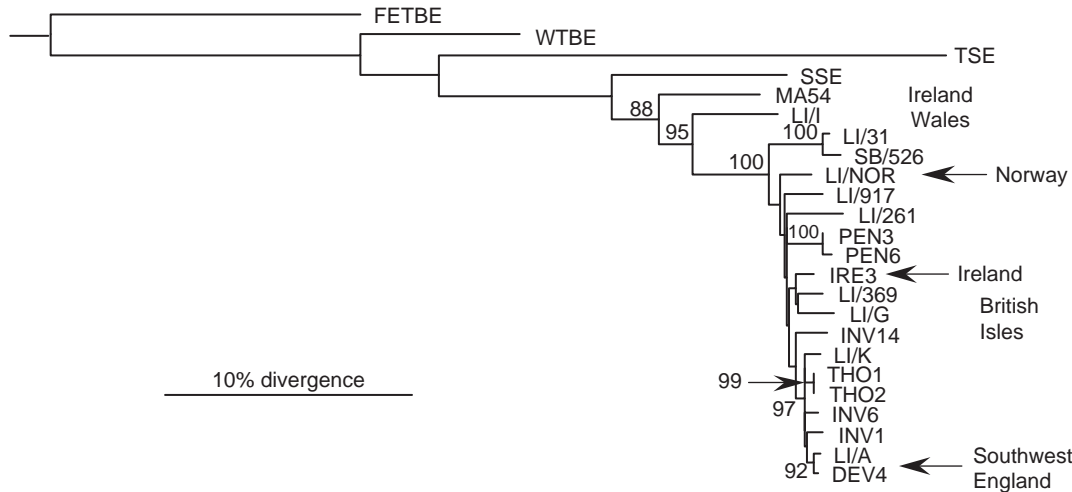 FETBE
WTBE
TSE
SSE
88 MA54 Ireland
95 LI/I Wales
100 LI/31
100 SB/526
LI/NOR Norway
LI/917
LI/261
100 PEN3
PEN6
IRE3 Ireland
LI/369 British
LI/G Isles
INV14
LI/K
10% divergence 99 THO1
THO2
97 INV6
INV1
LI/A Southwest
92 DEV4 England